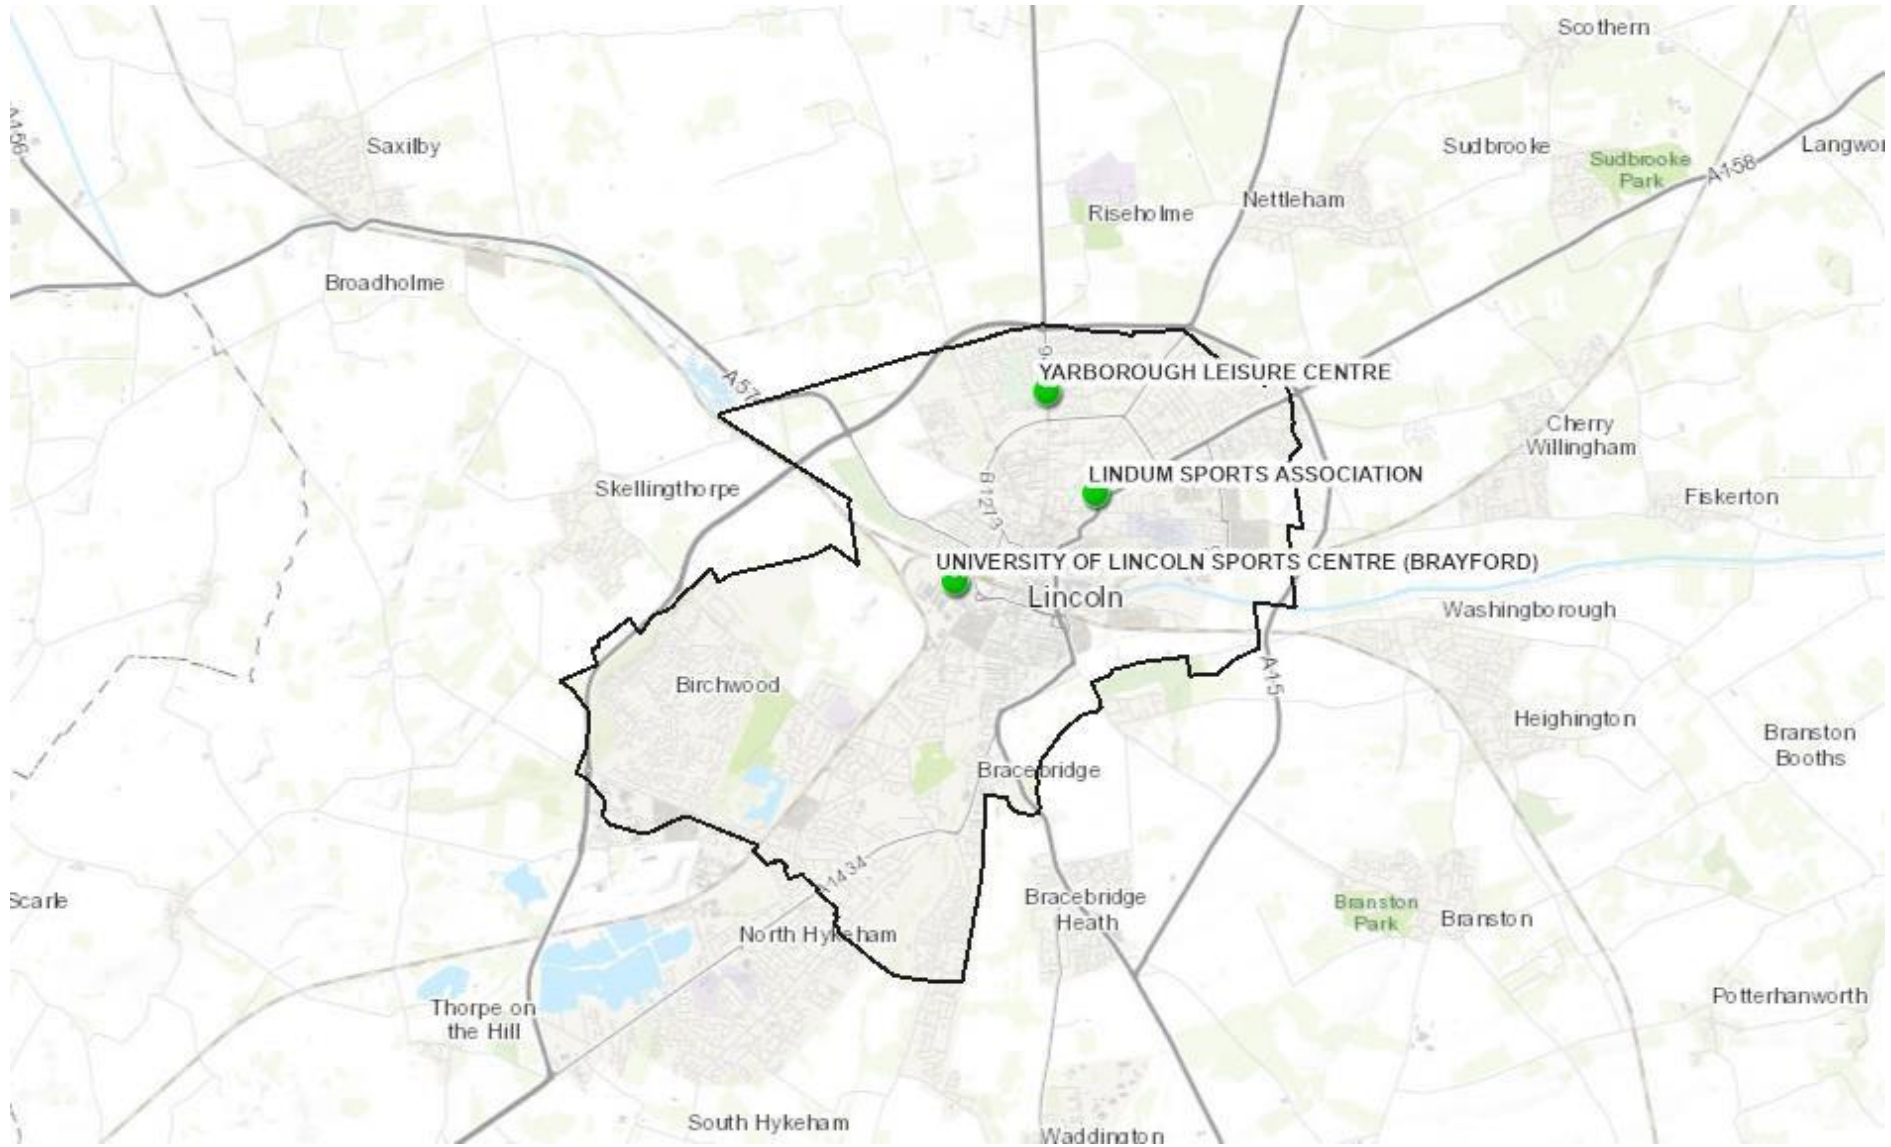 Scothern
A156
Saxilby
Sudbrooke
Sudbrooke
Park
A158
Langwor
Nettleham
Riseholme
Broadholme
A57
YARBOROUGH LEISURE CENTRE
Cherry
Willingham
Skellingthorpe
LINDUM SPORTS ASSOCIATION
B1273
Fiskerton
UNIVERSITY OF LINCOLN SPORTS CENTRE (BRAYFORD)
Lincoln
Washingborough
Birchwood
A15
Heighington
Branston
Booths
Bracebridge
A1434
Scarle
Bracebridge
Heath
Branston
Park
Branston
North Hykeham
Thorpe on
the Hill
Potterhanworth
South Hykeham
Waddington